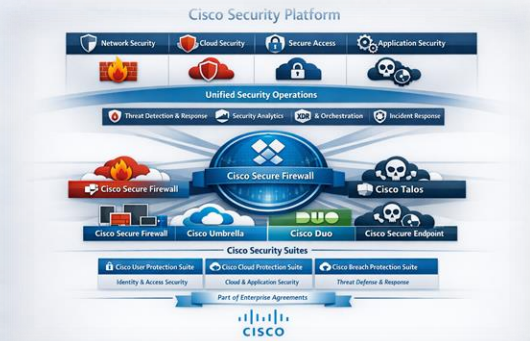 Cisco Security Platform
Network Security
Cloud Security
Secure Access
Application Security
Unified Security Operations
Threat Detection & Response
Security Analytics
XDR & Orchestration
Incident Response
Cisco Secure Firewall
Cisco Secure Firewall
Cisco Talos
DUO
Cisco Secure Firewall
Cisco Umbrella
Cisco Duo
Cisco Secure Endpoint
Cisco Security Suites
Cisco User Protection Suite
Cisco Cloud Protection Suite
Cisco Breach Protection Suite
Identity & Access Security
Cloud & Application Security
Threat Defense & Response
Part of Enterprise Agreements
CISCO